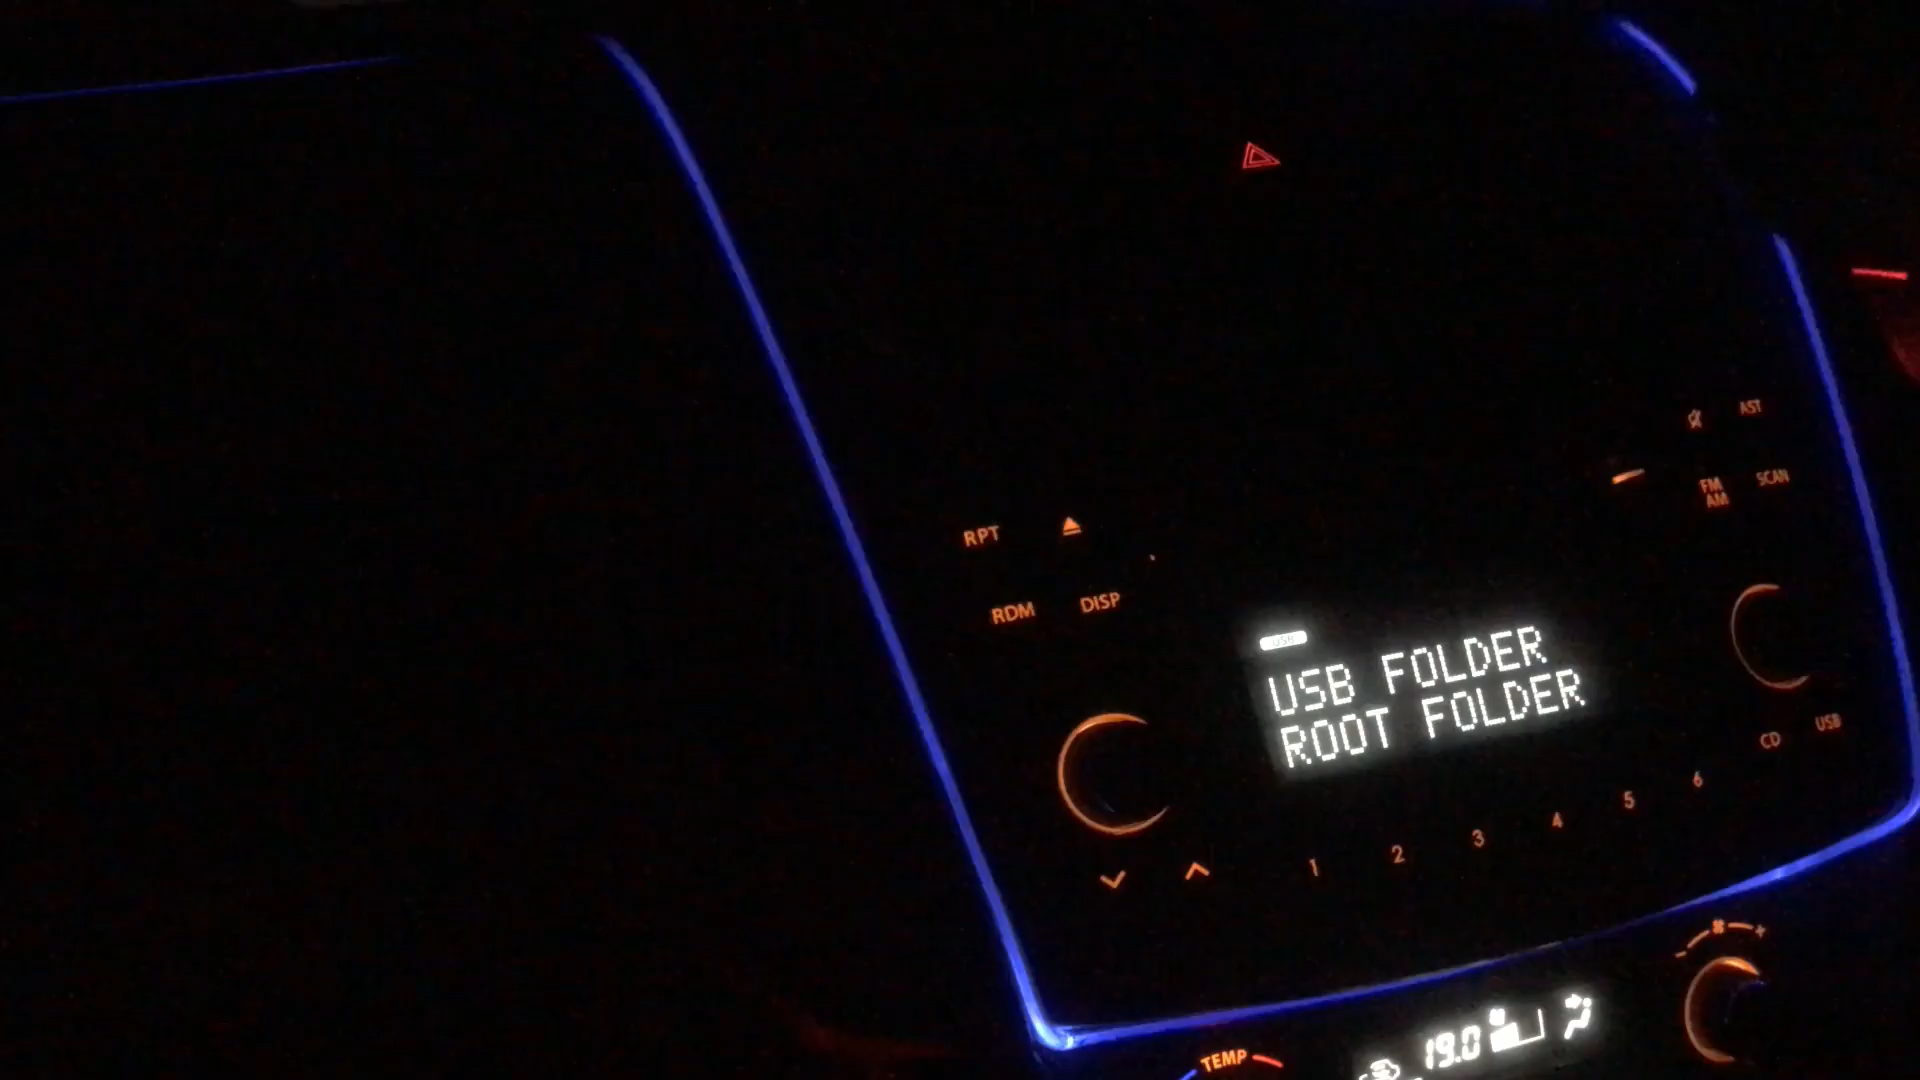 AST
FM
AM
SCAN
RPT
RDM
DISP
USB
USB FOLDER
ROOT FOLDER
CD
USB
1
2
3
4
5
6
TEMP
19.0